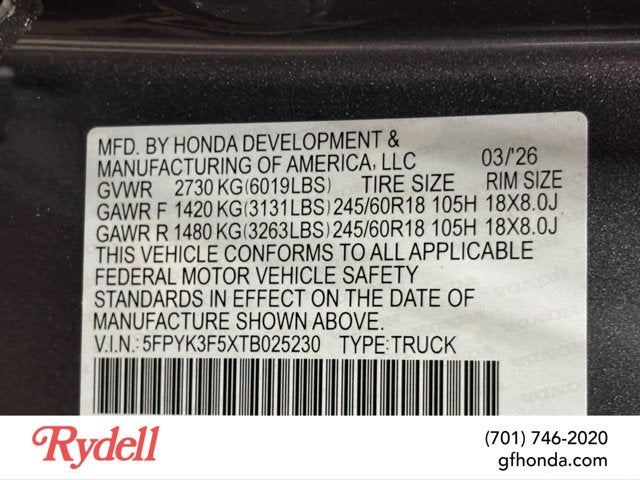 MFD. BY HONDA DEVELOPMENT &
MANUFACTURING OF AMERICA, LLC 03/'26
GVWR 2730 KG(6019LBS) TIRE SIZE RIM SIZE
GAWR F 1420 KG(3131LBS) 245/60R18 105H 18X8.0J
GAWR R 1480 KG(3263LBS) 245/60R18 105H 18X8.0J
THIS VEHICLE CONFORMS TO ALL APPLICABLE
FEDERAL MOTOR VEHICLE SAFETY
STANDARDS IN EFFECT ON THE DATE OF
MANUFACTURE SHOWN ABOVE.
V.I.N.: 5FPYK3F5XTB025230 TYPE: TRUCK
Rydell
(701) 746-2020
gfhonda.com